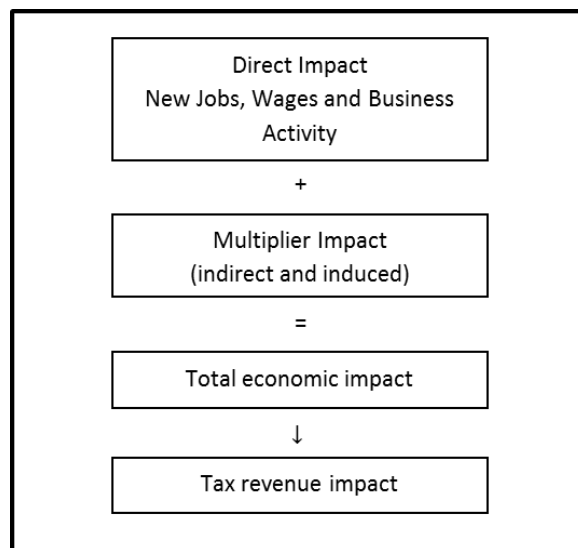 Direct Impact
New Jobs, Wages and Business
Activity
+
Multiplier Impact
(indirect and induced)
=
Total economic impact
↓
Tax revenue impact